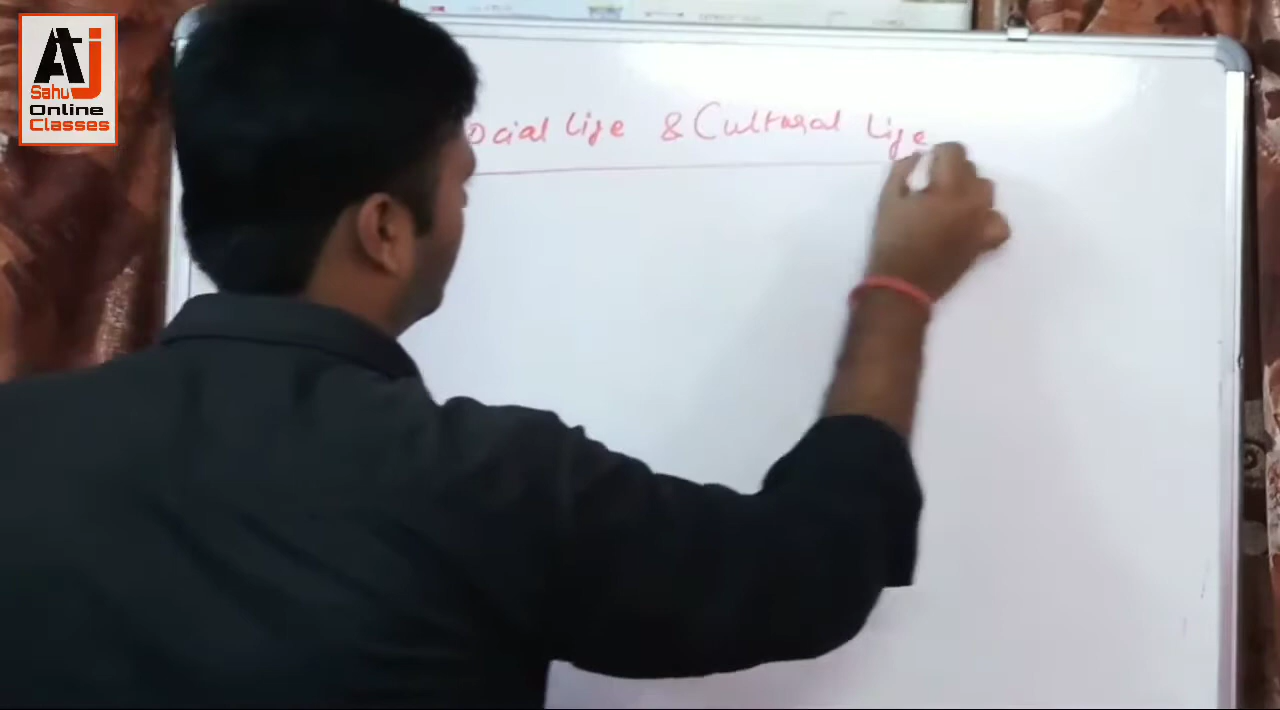 AJ
Sahu
Online
Classes
ocial Life & Cultural Life